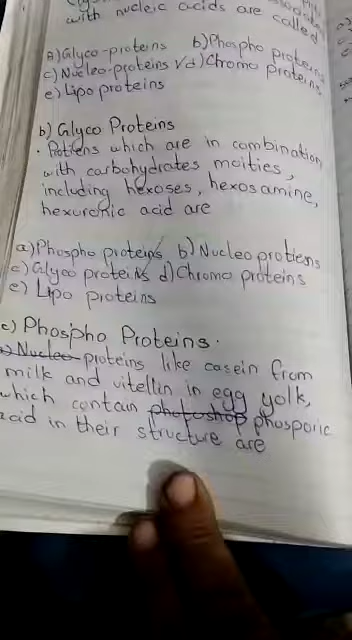 with nucleic acids are called
a) Glyco-proteins b) Phospho proteins
c) Nucleo-proteins √ d) Chromo proteins
e) Lipo proteins
b) Glyco Proteins
• Protiens which are in combination
with carbohydrates moities,
including hexoses, hexosamine,
hexuronic acid are
a) Phospho proteins b) Nucleo protiens
c) Glyco proteins d) Chromo proteins
e) Lipo proteins
c) Phospho Proteins.
a) Nucleo proteins like casein from
milk and vitellin in egg yolk,
which contain photoshop phosporic
acid in their structure are